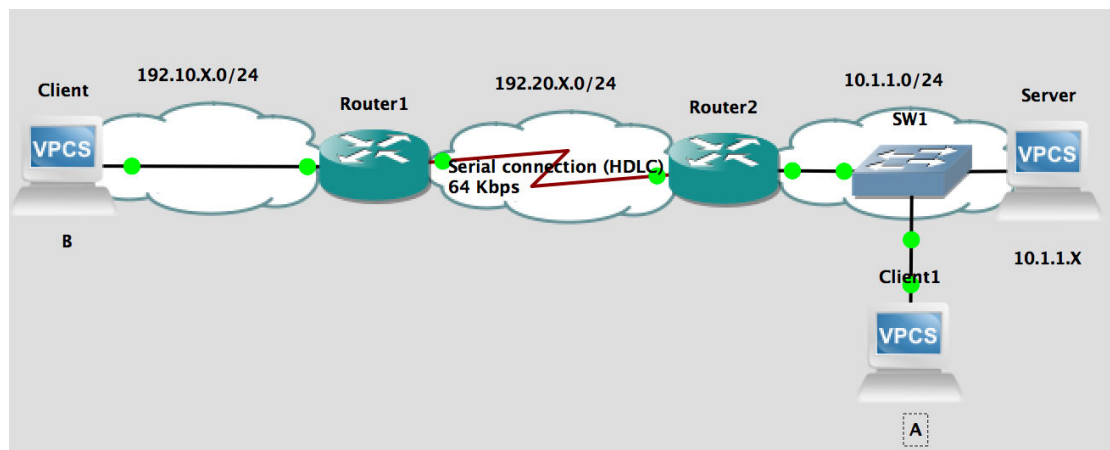 192.10.X.0/24
192.20.X.0/24
10.1.1.0/24
Client
Router1
Router2
SW1
Server
VPCS
Serial connection (HDLC)
64 Kbps
VPCS
B
10.1.1.X
Client1
VPCS
A